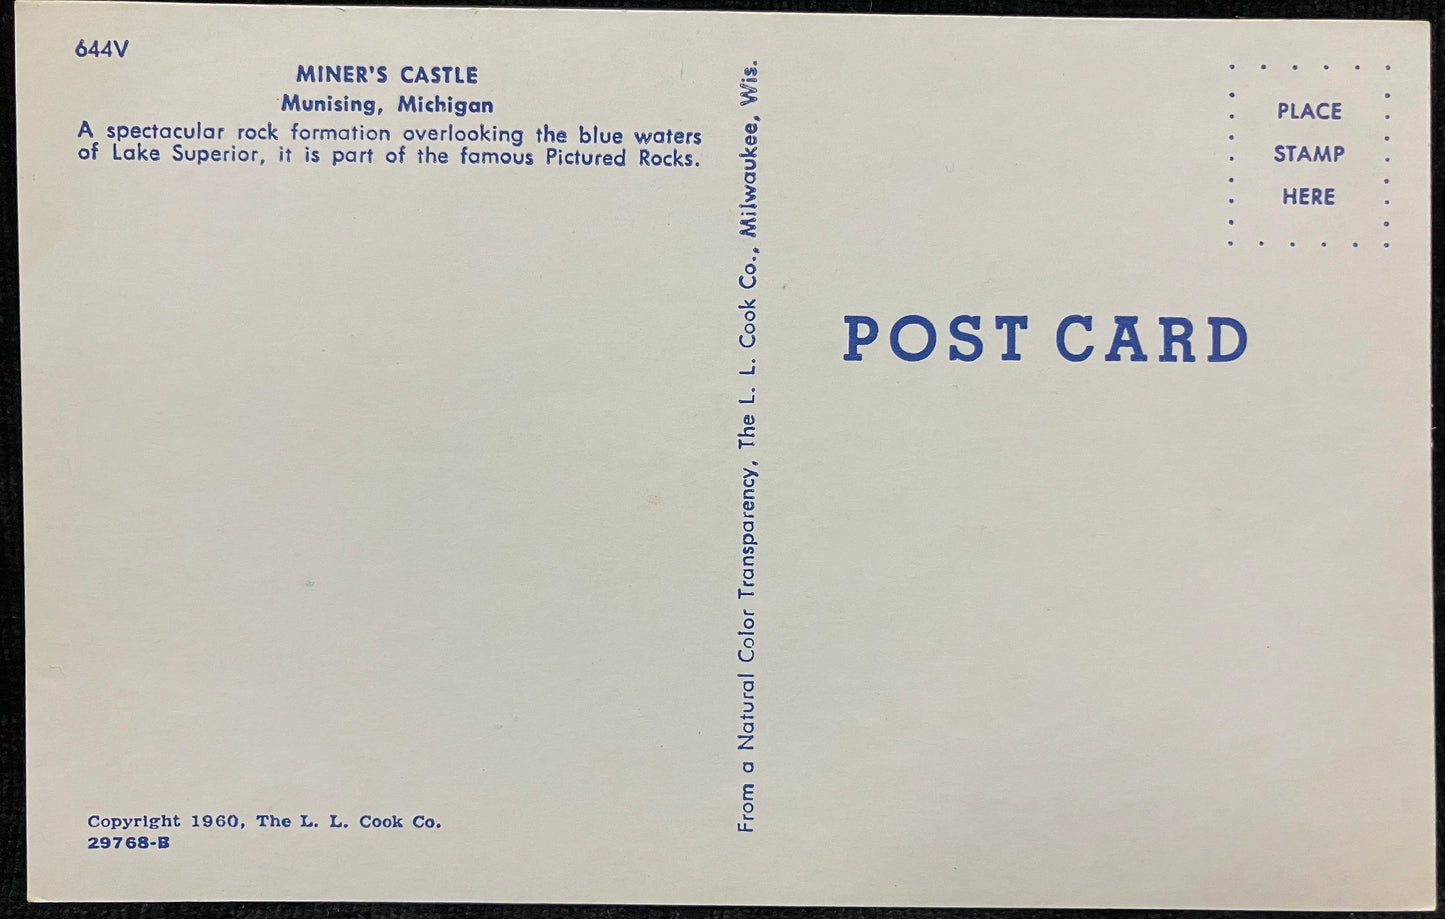 644V
MINER'S CASTLE
Munising, Michigan
A spectacular rock formation overlooking the blue waters
of Lake Superior, it is part of the famous Pictured Rocks.
Copyright 1960, The L. L. Cook Co.
29768-B
From a Natural Color Transparency, The L. L. Cook Co., Milwaukee, Wis.
PLACE
STAMP
HERE
POST CARD